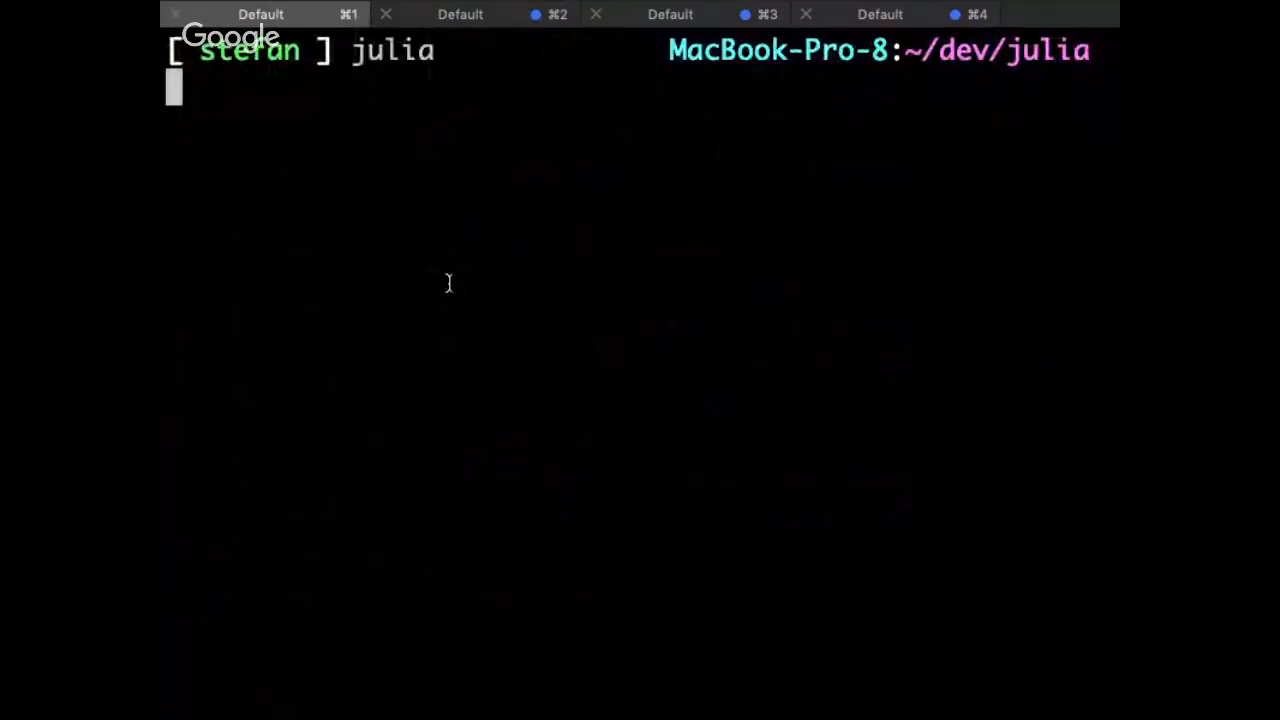 Default ⌘1 Default ⌘2 Default ⌘3 Default ⌘4
Google
[ stefan ] julia MacBook-Pro-8:~/dev/julia